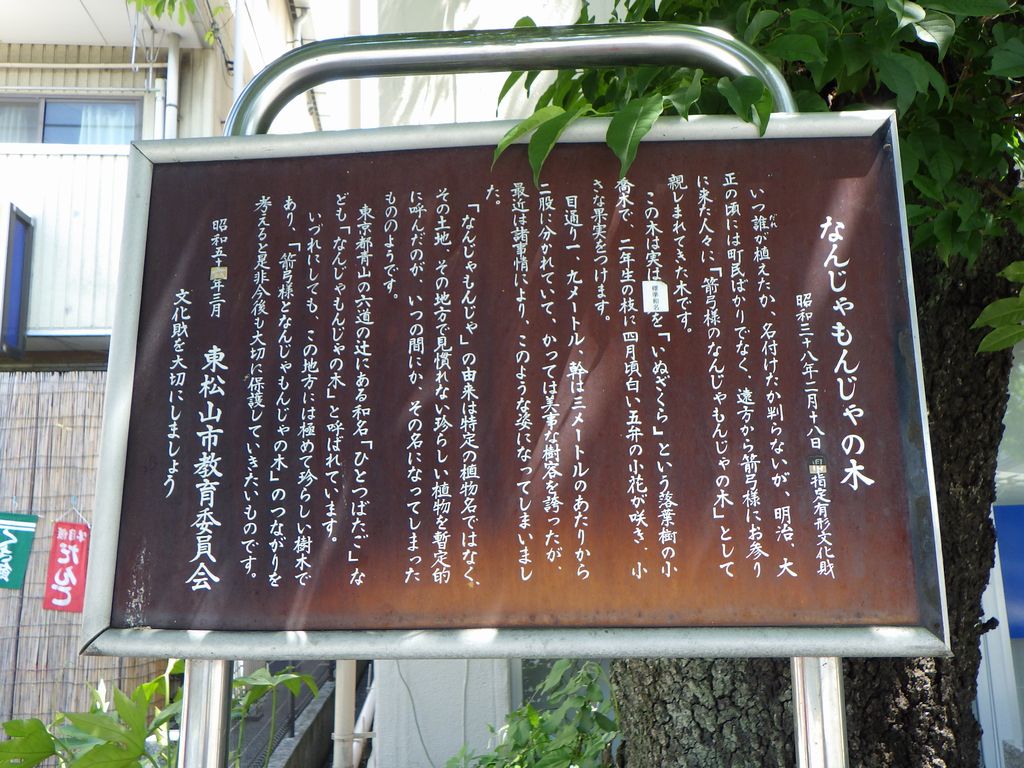 なんじゃもんじゃの木
昭和二十八年二月十八日 旧指定有形文化財
いつ誰が植えたか、名付けたか判らないが、明治、大
正の頃には町民ばかりでなく、遠方から箭弓様にお参り
に来た人々に「箭弓様のなんじゃもんじゃの木」として
親しまれてきた木です。
この木は実は標準和名を「いぬざくら」という落葉樹の小
喬木で、二年生の枝に四月頃白い五弁の小花が咲き、小
さな果実をつけます。
目通り一、九メートル、幹は三メートルのあたりから
二股に分かれていて、かつては美事な樹容を誇ったが、
最近は諸事情により、このような姿になってしまいまし
た。
「なんじゃもんじゃ」の由来は特定の植物名ではなく、
その土地、その地方で見慣れない珍らしい植物を暫定的
に呼んだのが、いつの間にか、その名になってしまった
もののようです。
東京都青山の六道の辻にある和名「ひとつばたご」な
ども「なんじゃもんじゃの木」と呼ばれています。
いづれにしても、この地方には極めて珍らしい樹木で
あり、「箭弓様となんじゃもんじゃの木」のつながりを
考えると是非今後も大切に保護していきたいものです。
昭和五十年三月
東松山市教育委員会
文化財を大切にしましょう
だんご